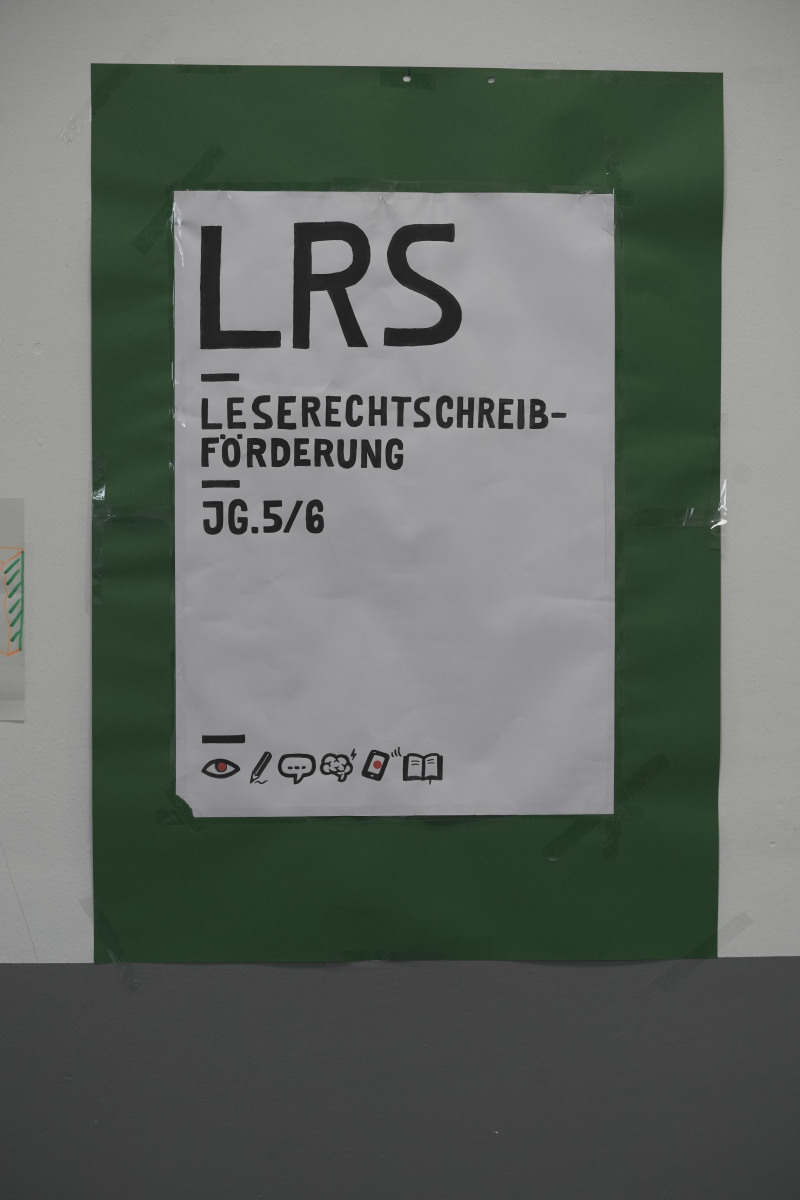 LRS
LESERECHTSCHREIB-
FÖRDERUNG
JG.5/6